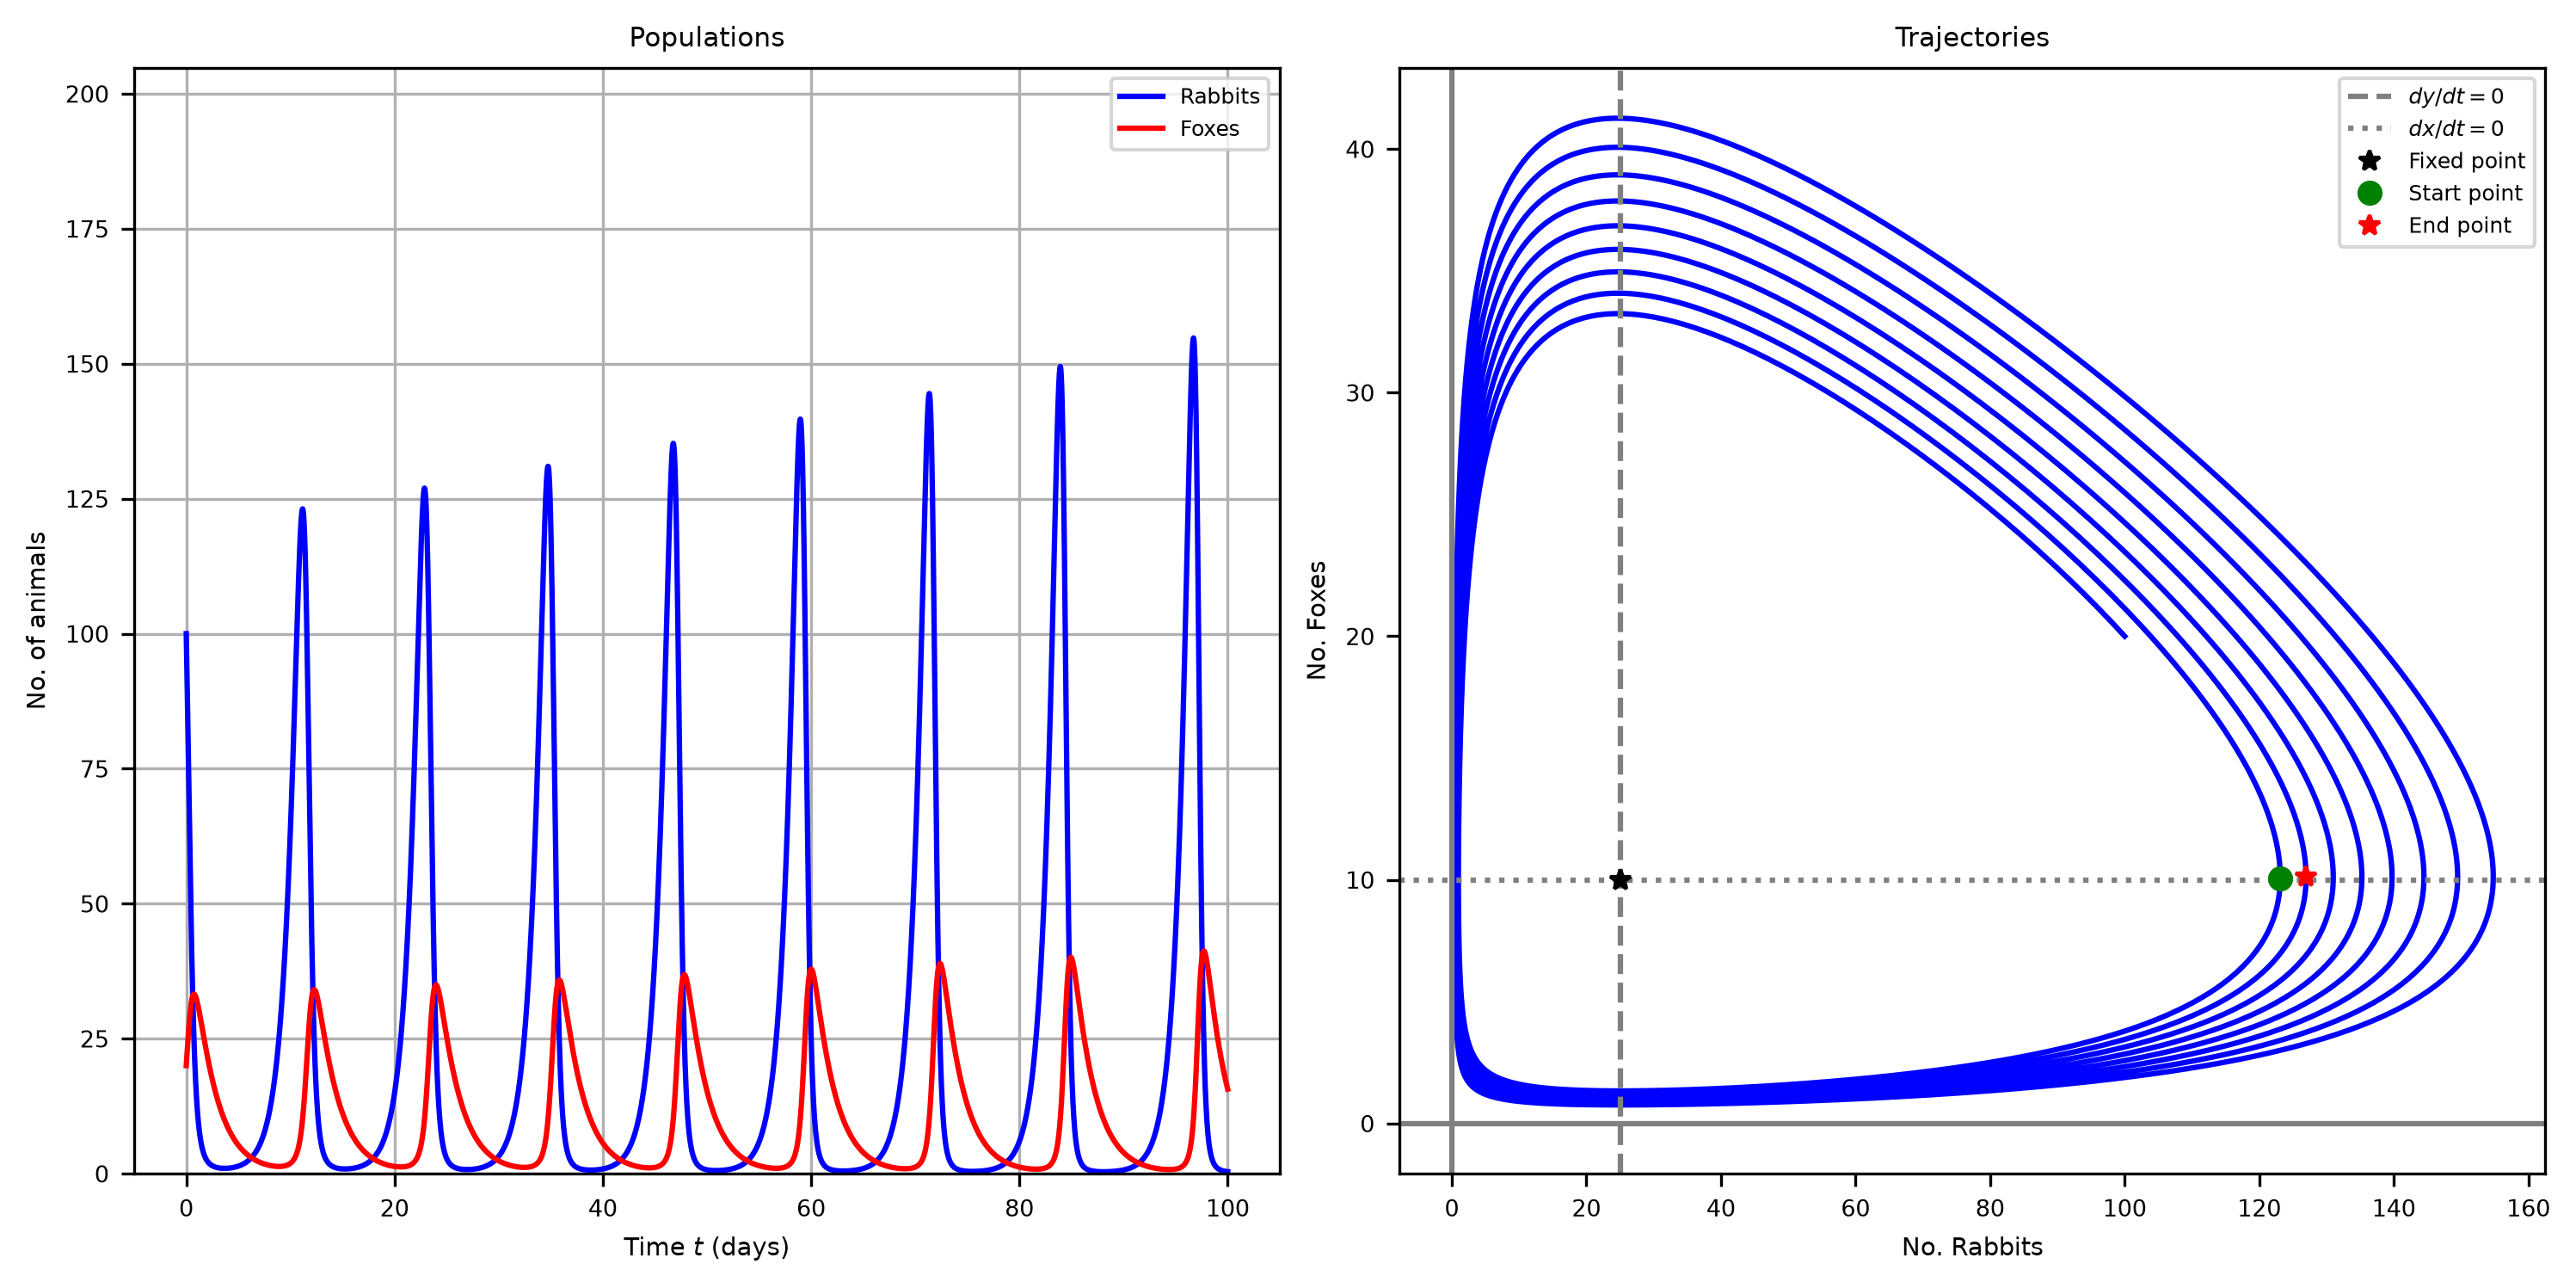 Populations
200
175
150
125
100
75
50
25
0
No. of animals
0 20 40 60 80 100
Time t (days)
Rabbits
Foxes
Trajectories
40
30
20
10
0
No. Foxes
0 20 40 60 80 100 120 140 160
No. Rabbits
dy/dt = 0
dx/dt = 0
Fixed point
Start point
End point